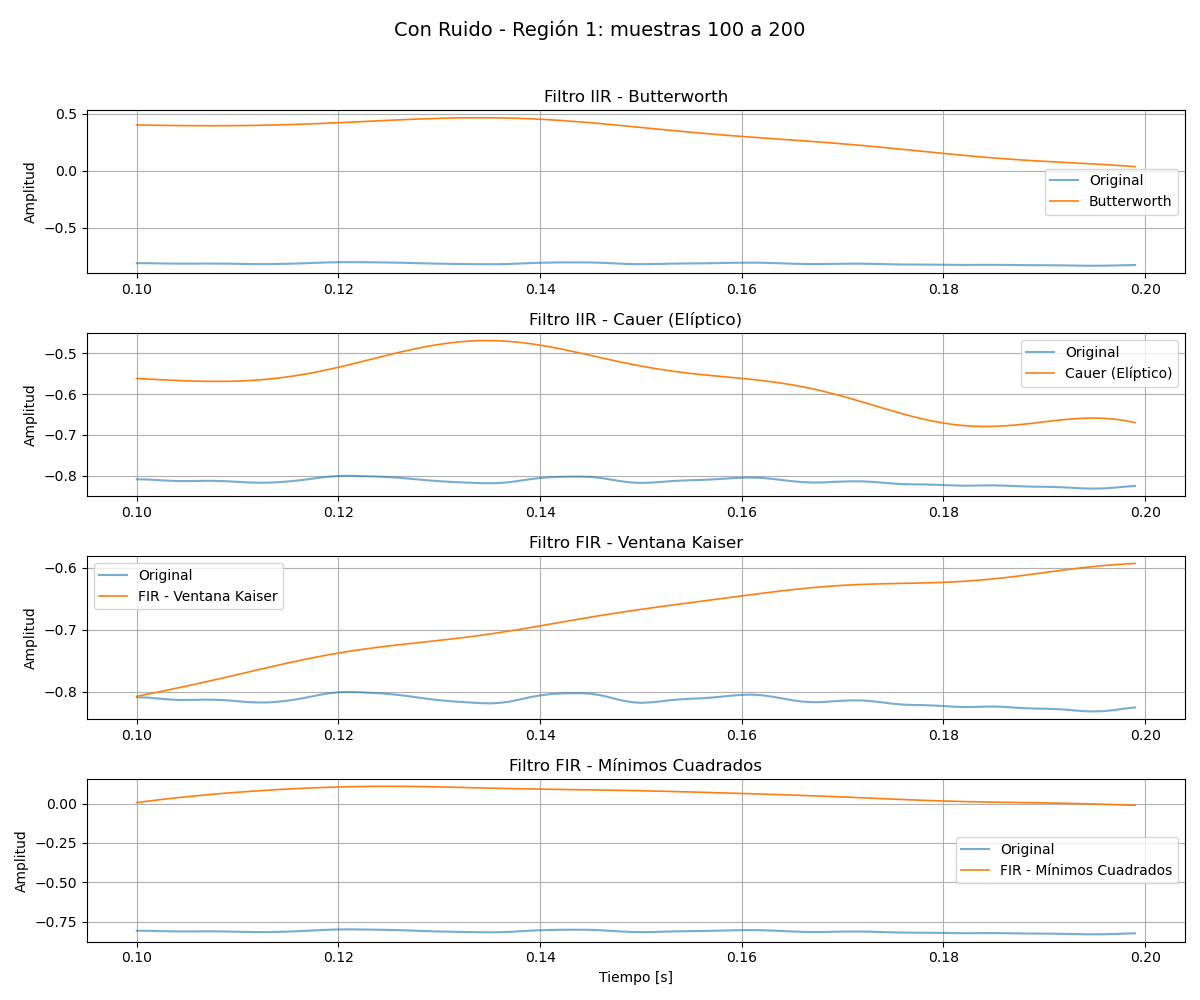 Con Ruido - Región 1: muestras 100 a 200
Filtro IIR - Butterworth
Amplitud
0.5
0.0
−0.5
Original
Butterworth
0.10 0.12 0.14 0.16 0.18 0.20
Filtro IIR - Cauer (Elíptico)
Amplitud
−0.5
−0.6
−0.7
−0.8
Original
Cauer (Elíptico)
0.10 0.12 0.14 0.16 0.18 0.20
Filtro FIR - Ventana Kaiser
Amplitud
−0.6
−0.7
−0.8
Original
FIR - Ventana Kaiser
0.10 0.12 0.14 0.16 0.18 0.20
Filtro FIR - Mínimos Cuadrados
Amplitud
0.00
−0.25
−0.50
−0.75
Original
FIR - Mínimos Cuadrados
0.10 0.12 0.14 0.16 0.18 0.20
Tiempo [s]